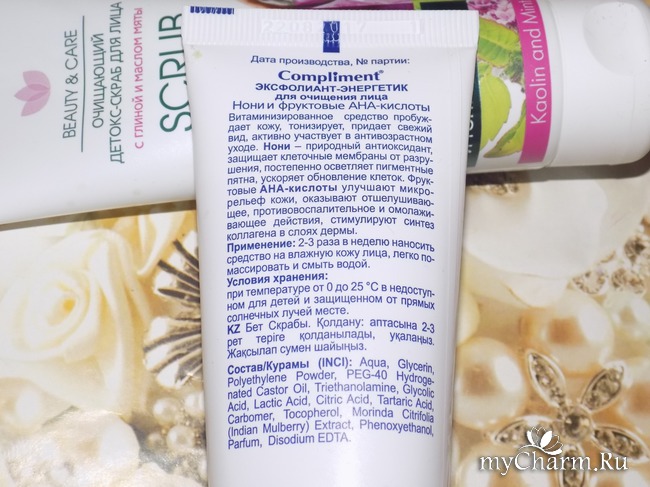 Дата производства, № партии:
Compliment®
ЭКСФОЛИАНТ-ЭНЕРГЕТИК
для очищения лица
Нони и фруктовые АНА-кислоты
Витаминизированное средство пробуж-
дает кожу, тонизирует, придает свежий
вид, активно участвует в антивозрастном
уходе. Нони – природный антиоксидант,
защищает клеточные мембраны от разру-
шения, постепенно осветляет пигментные
пятна, ускоряет обновление клеток. Фрук-
товые АНА-кислоты улучшают микро-
рельеф кожи, оказывают отшелушиваю-
щее, противовоспалительное и омолажи-
вающее действия, стимулируют синтез
коллагена в слоях дермы.
Применение: 2-3 раза в неделю наносить
средство на влажную кожу лица, легко по-
массировать и смыть водой.
Условия хранения:
при температуре от 0 до 25 °С в недоступ-
ном для детей и защищенном от прямых
солнечных лучей месте.
KZ Бет Скрабы. Қолдану: аптасына 2-3
рет теріге қолданылады, уқалаңыз.
Жақсылап сумен шайыңыз.
Состав/Курамы (INCI): Aqua, Glycerin,
Polyethylene Powder, PEG-40 Hydroge-
nated Castor Oil, Triethanolamine, Glycolic
Acid, Lactic Acid, Citric Acid, Tartaric Acid,
Carbomer, Tocopherol, Morinda Citrifolia
(Indian Mulberry) Extract, Phenoxyethanol,
Parfum, Disodium EDTA.
BEAUTY & CARE
ОЧИЩАЮЩИЙ
ДЕТОКС-СКРАБ ДЛЯ ЛИЦА
С ГЛИНОЙ И МАСЛОМ МЯТЫ
SCRUB
Kaolin and Mint
myCharm.Ru